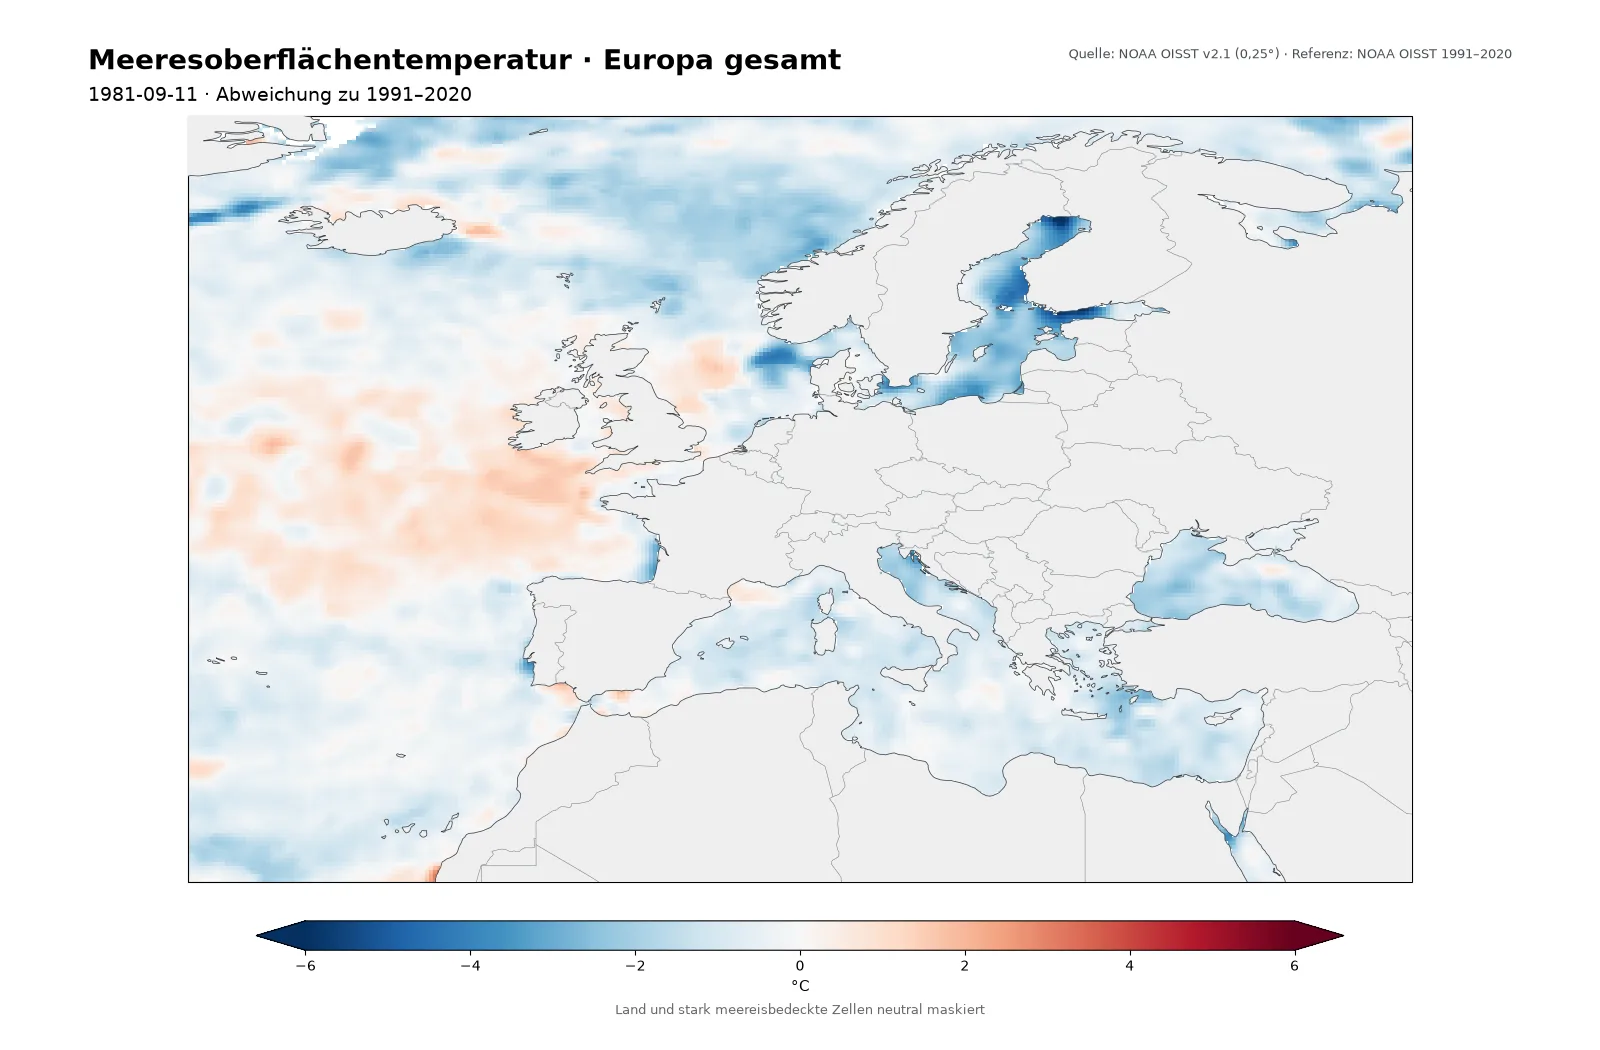 Meeresoberflächentemperatur · Europa gesamt
Quelle: NOAA OISST v2.1 (0,25°) · Referenz: NOAA OISST 1991–2020
1981-09-11 · Abweichung zu 1991–2020
−6 −4 −2 0 2 4 6
°C
Land und stark meereisbedeckte Zellen neutral maskiert